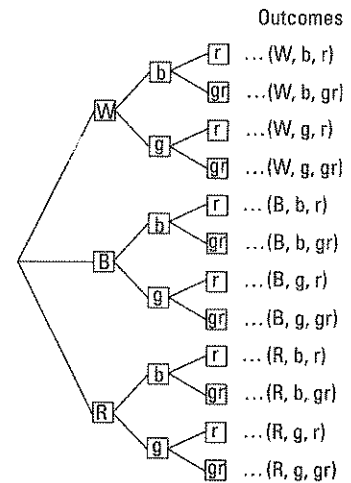 Outcomes
r ...(W, b, r)
b
gr ...(W, b, gr)
W
r ...(W, g, r)
g
gr ...(W, g, gr)
r ...(B, b, r)
b
gr ...(B, b, gr)
B
r ...(B, g, r)
g
gr ...(B, g, gr)
r ...(R, b, r)
b
gr ...(R, b, gr)
R
r ...(R, g, r)
g
gr ...(R, g, gr)